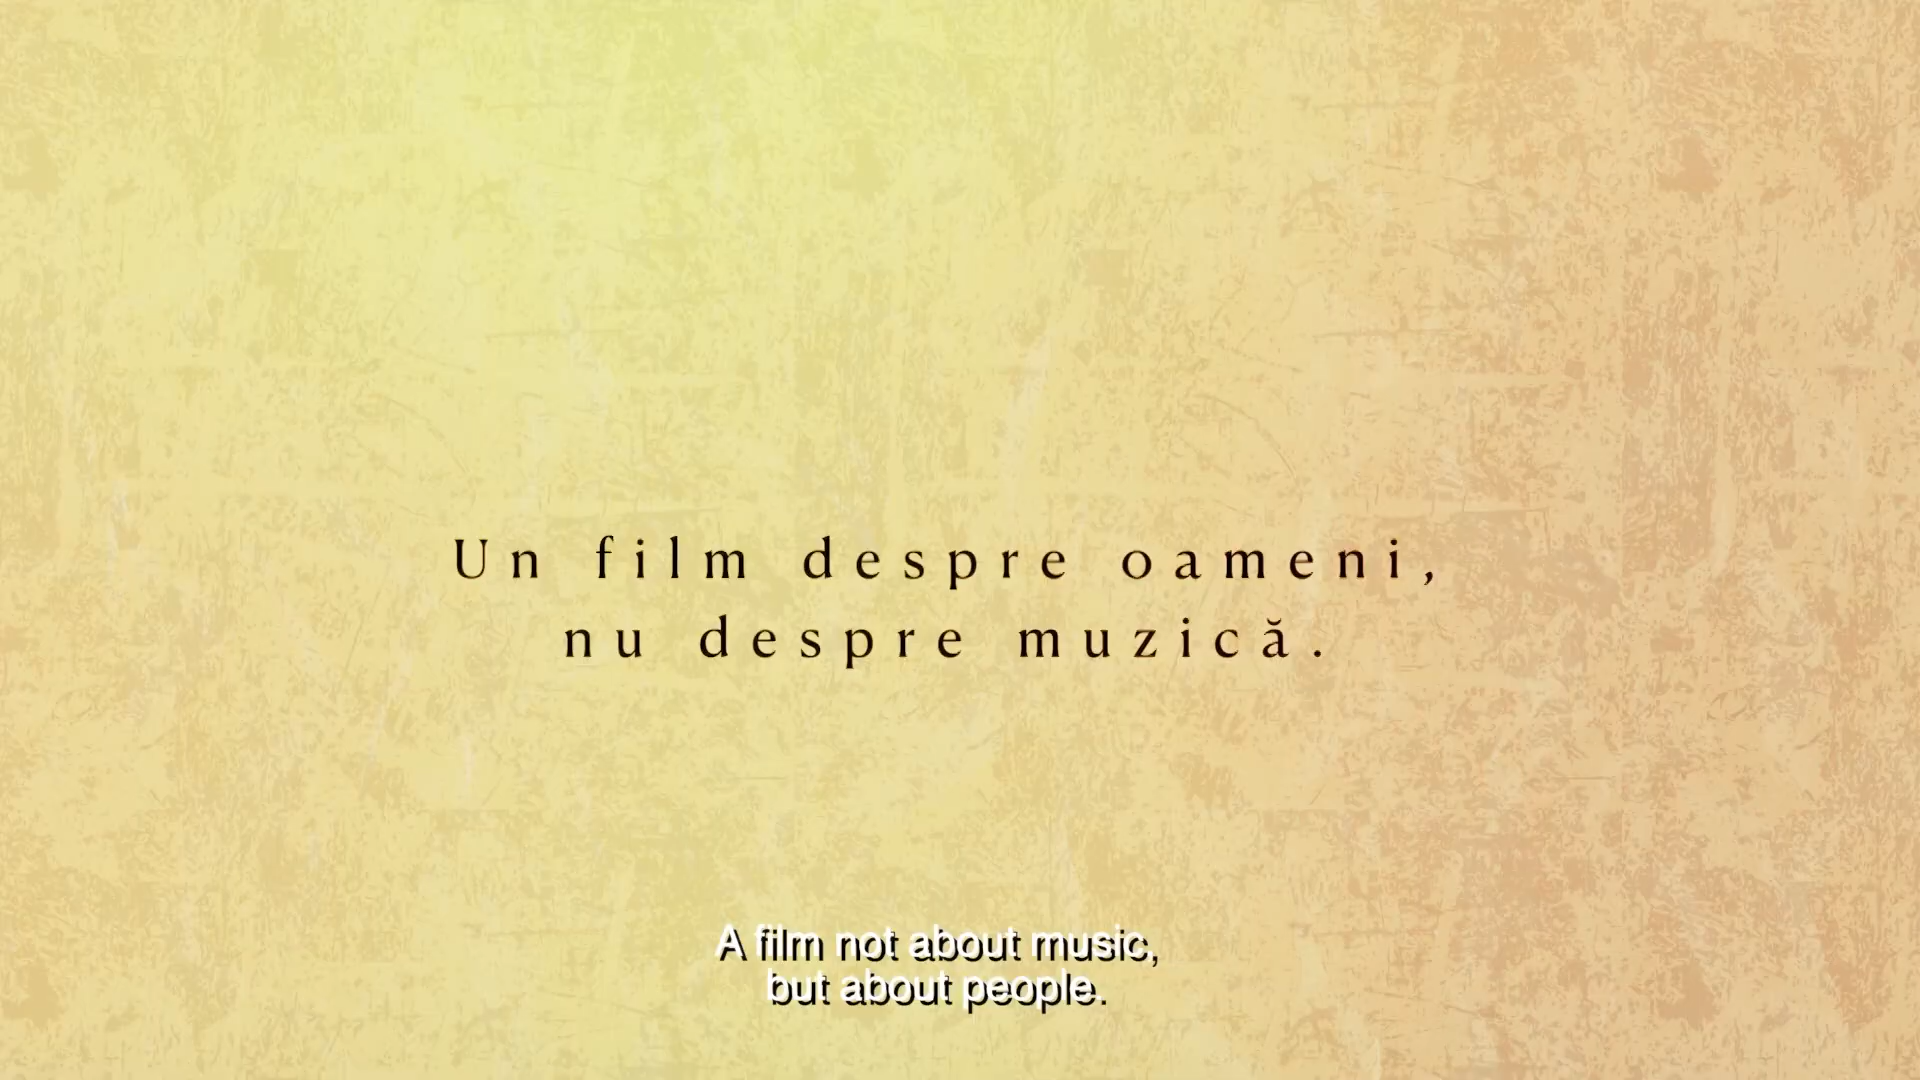 Un film despre oameni,
nu despre muzică.
A film not about music,
but about people.